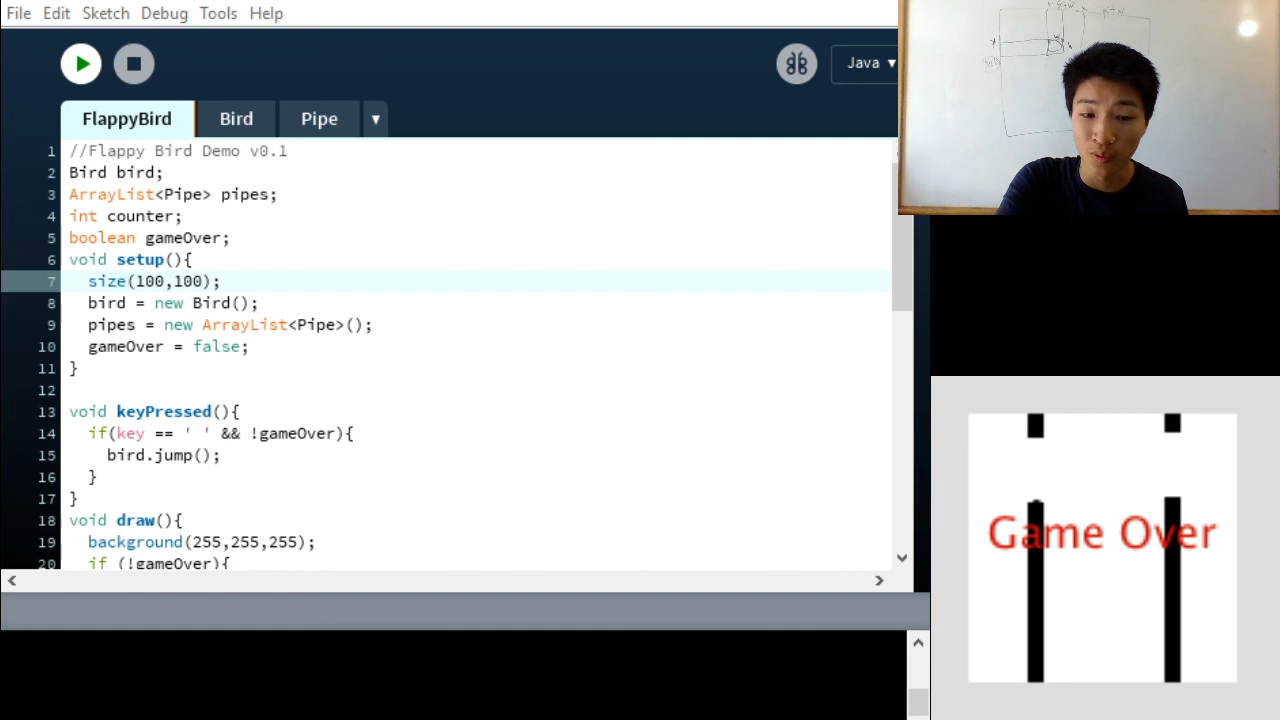 File Edit Sketch Debug Tools Help
Java ▼
FlappyBird Bird Pipe ▼
1 //Flappy Bird Demo v0.1
2 Bird bird;
3 ArrayList<Pipe> pipes;
4 int counter;
5 boolean gameOver;
6 void setup(){
7 size(100,100);
8 bird = new Bird();
9 pipes = new ArrayList<Pipe>();
10 gameOver = false;
11 }
12
13 void keyPressed(){
14 if(key == ' ' && !gameOver){
15 bird.jump();
16 }
17 }
18 void draw(){
19 background(255,255,255);
20 if (!gameOver){
Game Over